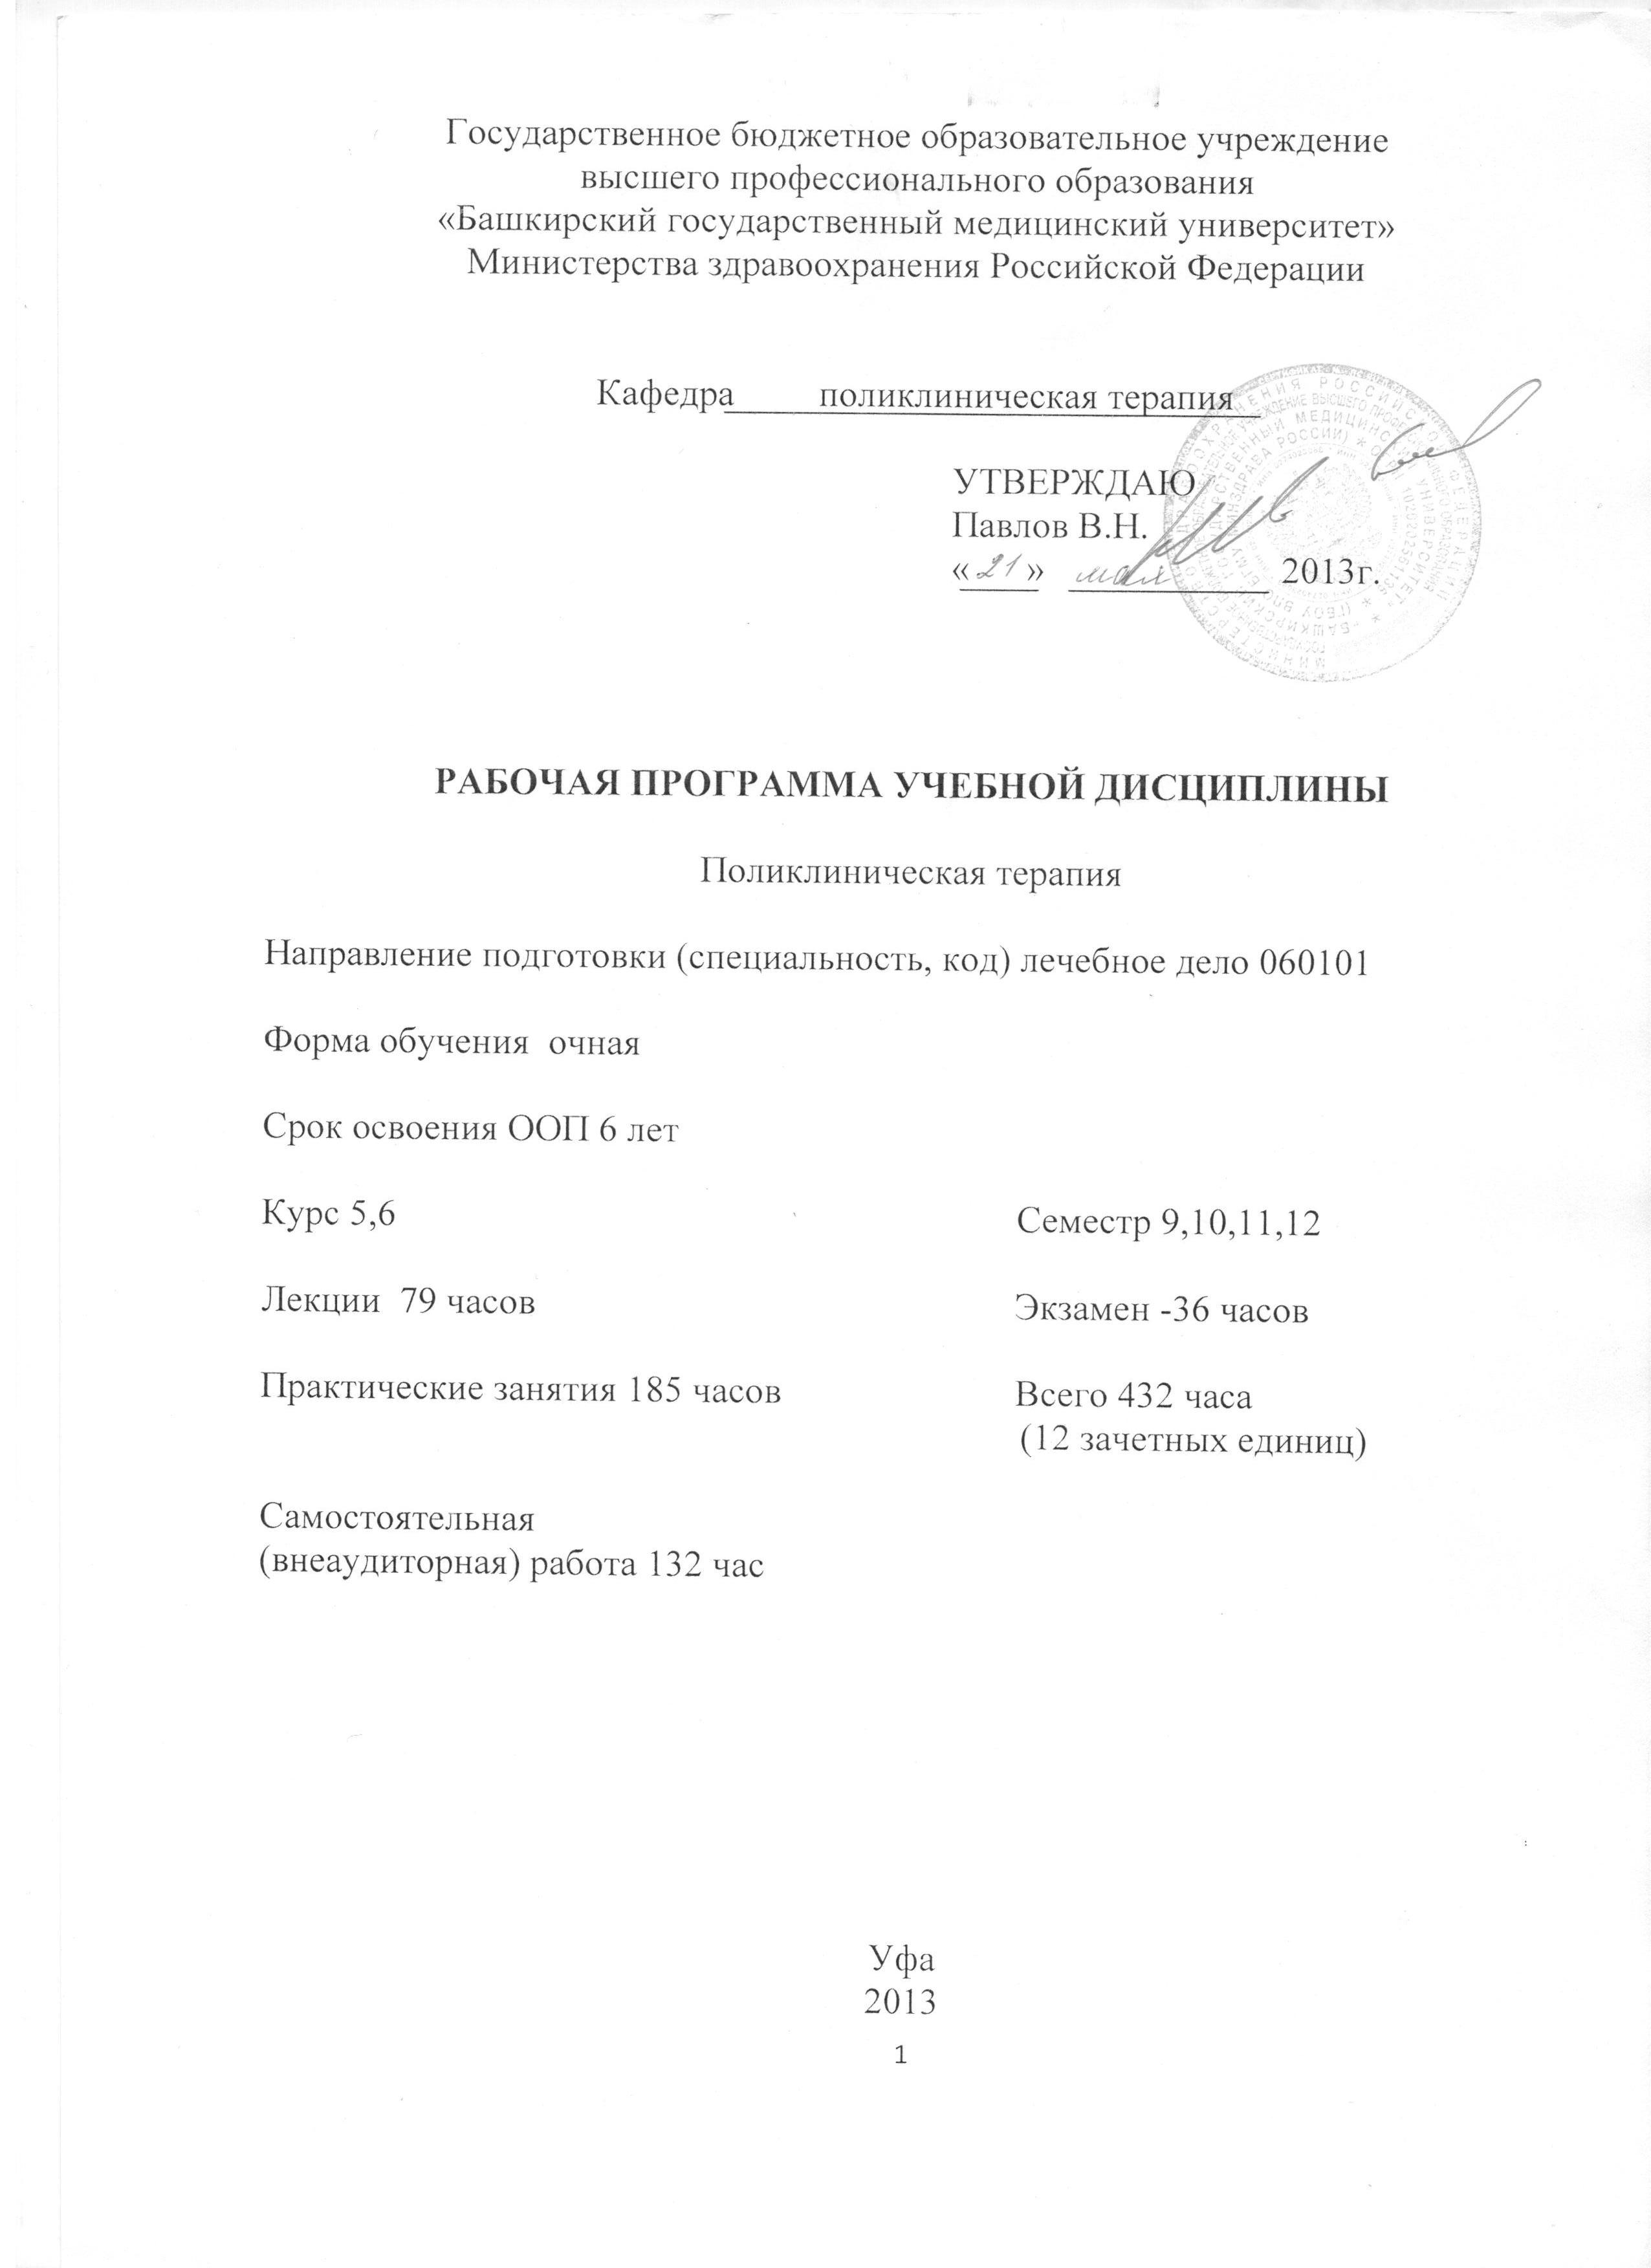 Государственное бюджетное образовательное учреждение
высшего профессионального образования
«Башкирский государственный медицинский университет»
Министерства здравоохранения Российской Федерации
Кафедра поликлиническая терапия
УТВЕРЖДАЮ
Павлов В.Н.
«21» мая 2013г.
РАБОЧАЯ ПРОГРАММА УЧЕБНОЙ ДИСЦИПЛИНЫ
Поликлиническая терапия
Направление подготовки (специальность, код) лечебное дело 060101
Форма обучения очная
Срок освоения ООП 6 лет
Курс 5,6 Семестр 9,10,11,12
Лекции 79 часов Экзамен -36 часов
Практические занятия 185 часов Всего 432 часа
(12 зачетных единиц)
Самостоятельная
(внеаудиторная) работа 132 час
Уфа
2013
1